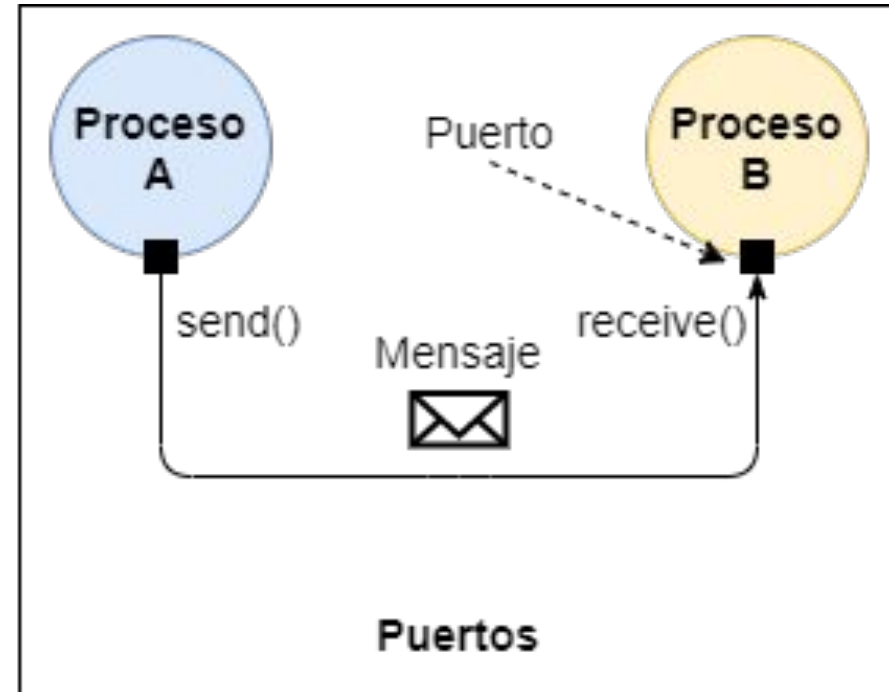 Proceso
A
Puerto
Proceso
B
send()
Mensaje
receive()
Puertos